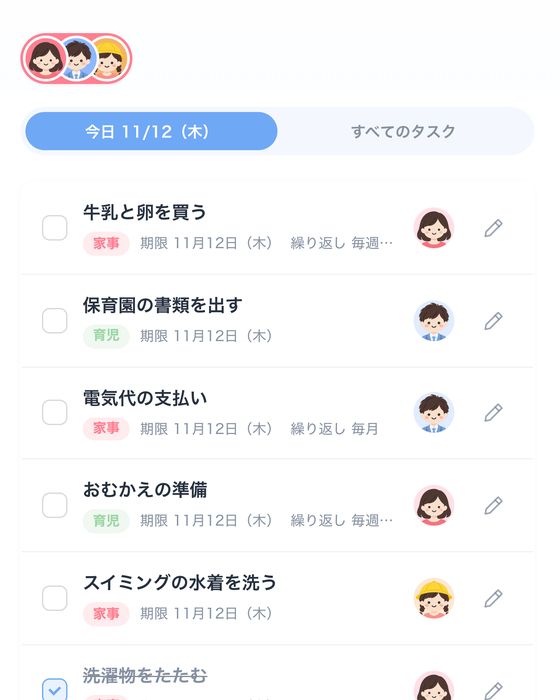 今日 11/12（木）
すべてのタスク
牛乳と卵を買う
家事 期限 11月12日（木） 繰り返し 毎週…
保育園の書類を出す
育児 期限 11月12日（木）
電気代の支払い
家事 期限 11月12日（木） 繰り返し 毎月
おむかえの準備
育児 期限 11月12日（木） 繰り返し 毎週…
スイミングの水着を洗う
家事 期限 11月12日（木）
洗濯物をたたむ